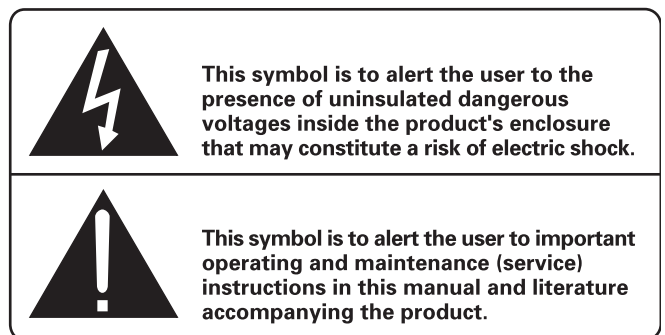 This symbol is to alert the user to the
presence of uninsulated dangerous
voltages inside the product's enclosure
that may constitute a risk of electric shock.
This symbol is to alert the user to important
operating and maintenance (service)
instructions in this manual and literature
accompanying the product.